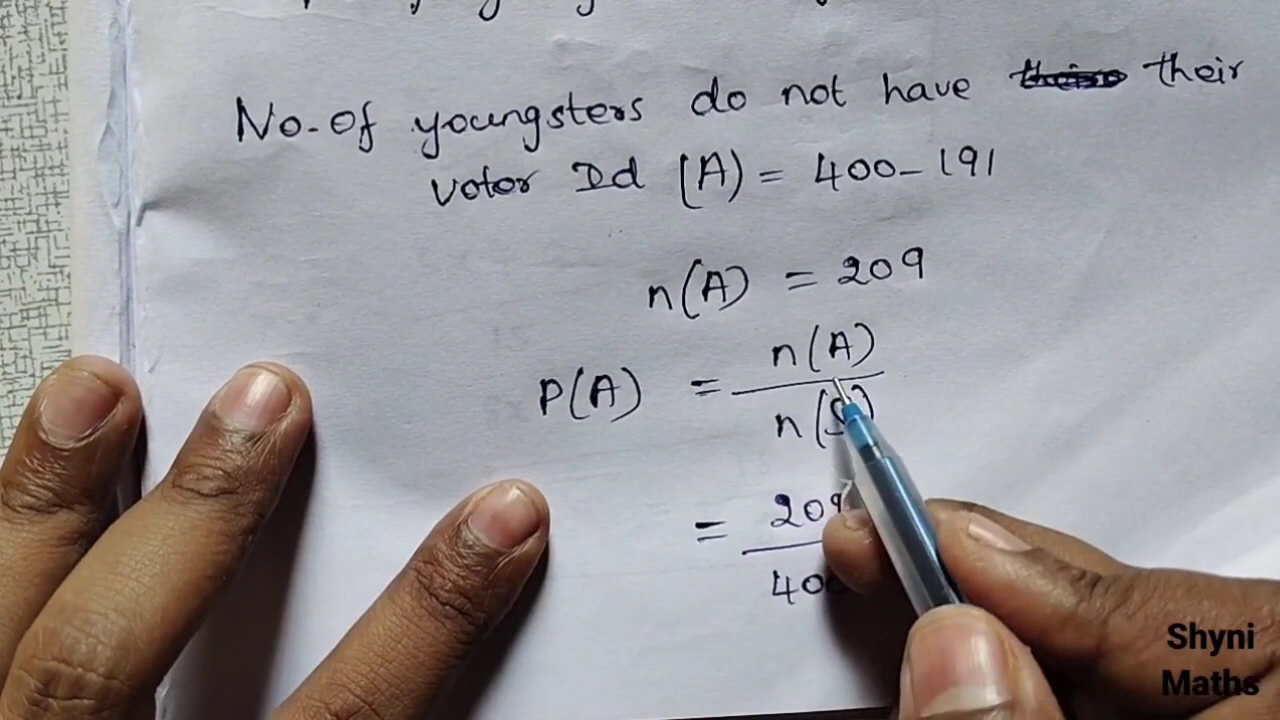 No. of youngsters do not have their
voter Id (A) = 400 - 191
n(A) = 209
P(A) = n(A)
n(S)
= 209
400
Shyni
Maths